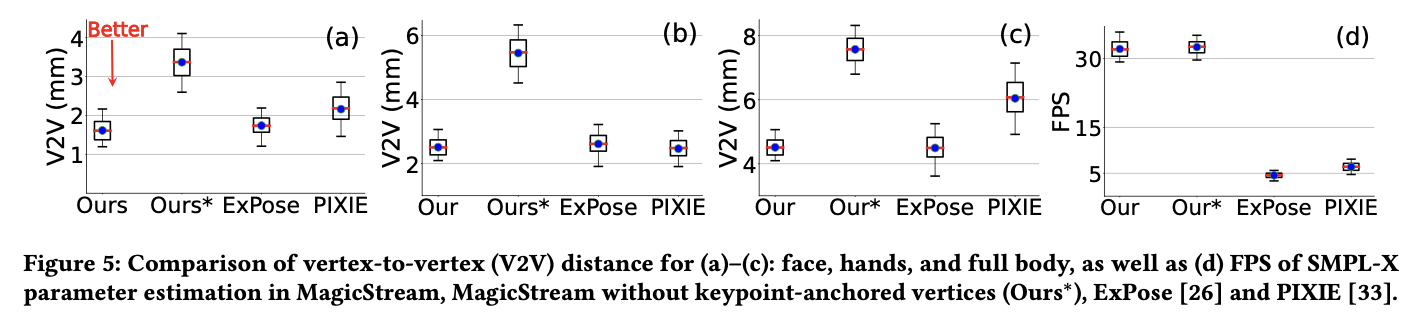 Better
(a)
V2V (mm)
4
3
2
1
Ours Ours* ExPose PIXIE
(b)
V2V (mm)
6
4
2
Our Ours* ExPose PIXIE
(c)
V2V (mm)
8
6
4
Our Our* ExPose PIXIE
(d)
FPS
30
15
5
Our Our* ExPose PIXIE
Figure 5: Comparison of vertex-to-vertex (V2V) distance for (a)–(c): face, hands, and full body, as well as (d) FPS of SMPL-X
parameter estimation in MagicStream, MagicStream without keypoint-anchored vertices (Ours*), ExPose [26] and PIXIE [33].